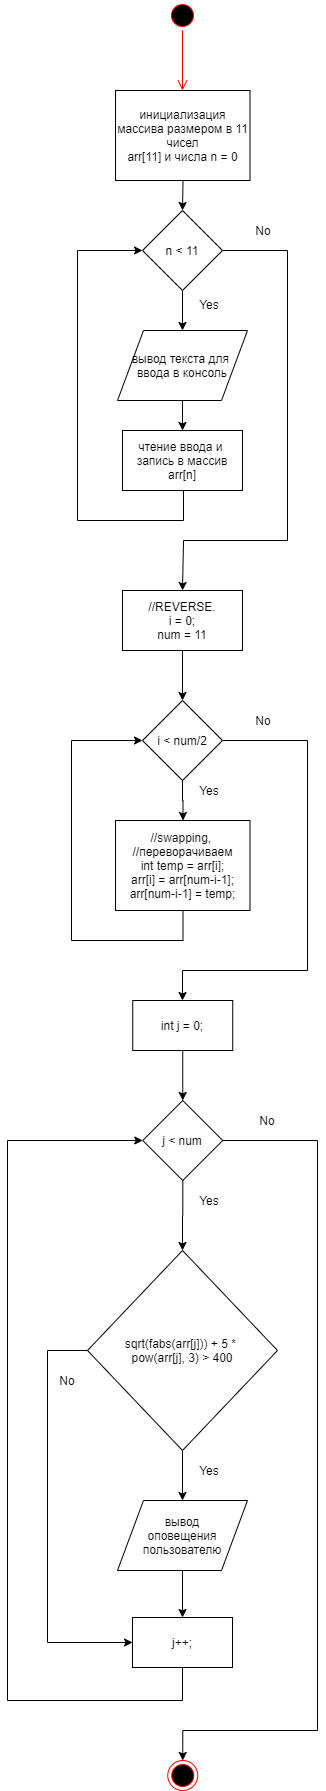 инициализация
массива размером в 11
чисел
arr[11] и числа n = 0
n < 11
No
Yes
вывод текста для
ввода в консоль
чтение ввода и
запись в массив
arr[n]
//REVERSE.
i = 0;
num = 11
i < num/2
No
Yes
//swapping,
//переворачиваем
int temp = arr[i];
arr[i] = arr[num-i-1];
arr[num-i-1] = temp;
int j = 0;
j < num
No
Yes
sqrt(fabs(arr[j])) + 5 *
pow(arr[j], 3) > 400
No
Yes
вывод
оповещения
пользователю
j++;